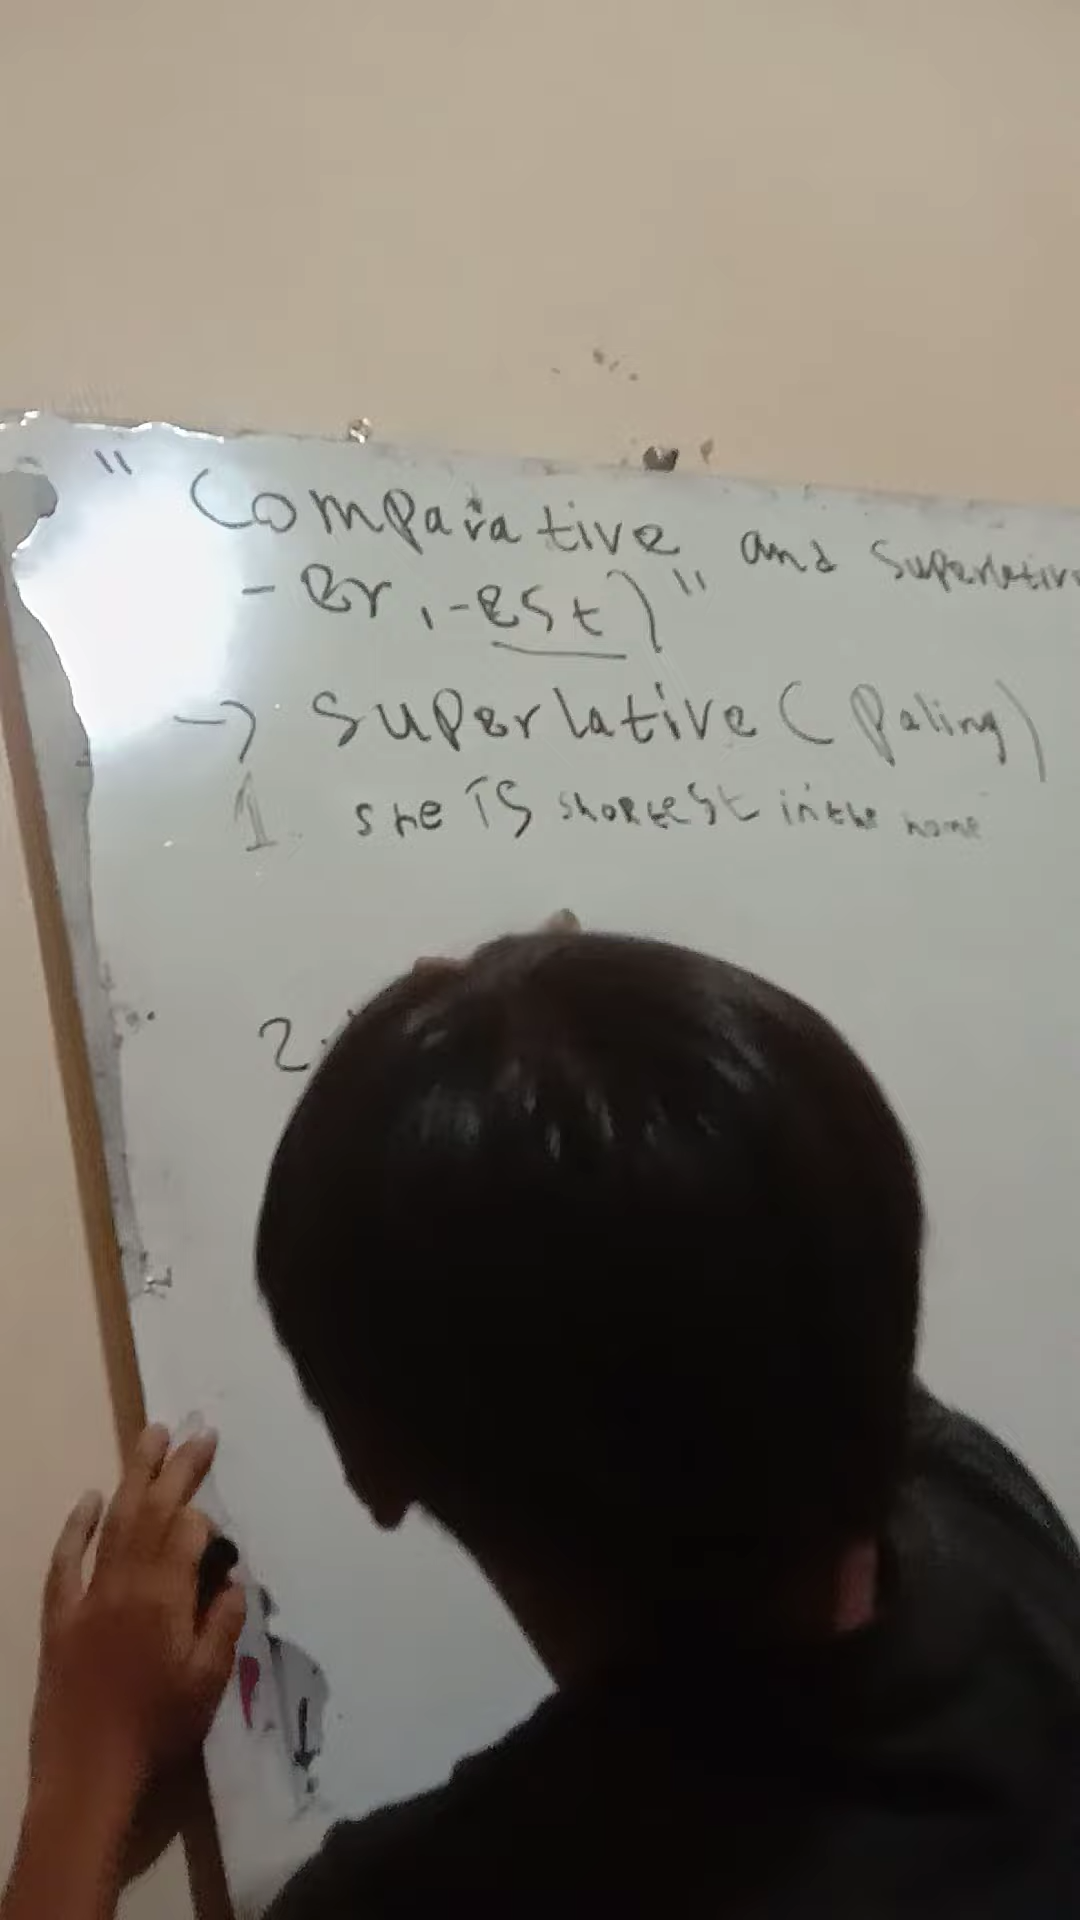 " Comparative and Superlative
-er, -est)"
-> Superlative (Paling)
1 she is shortest in the home
2.